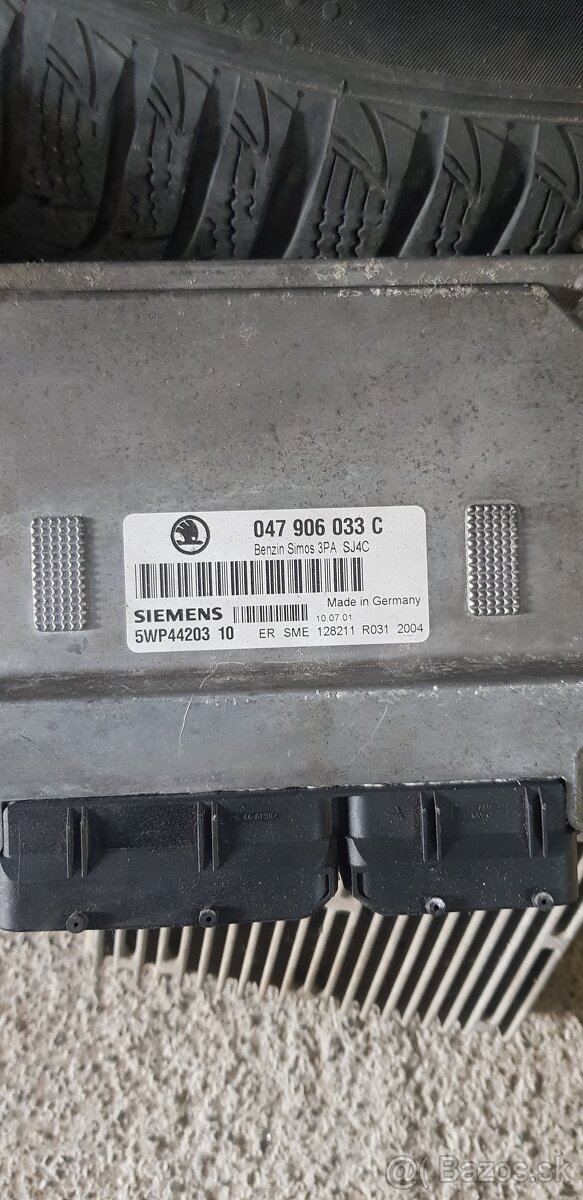 047 906 033 C
Benzin Simos 3PA SJ4C
SIEMENS
Made in Germany
10.07.01
5WP44203 10 ER SME 128211 R031 2004
Bazos.sk